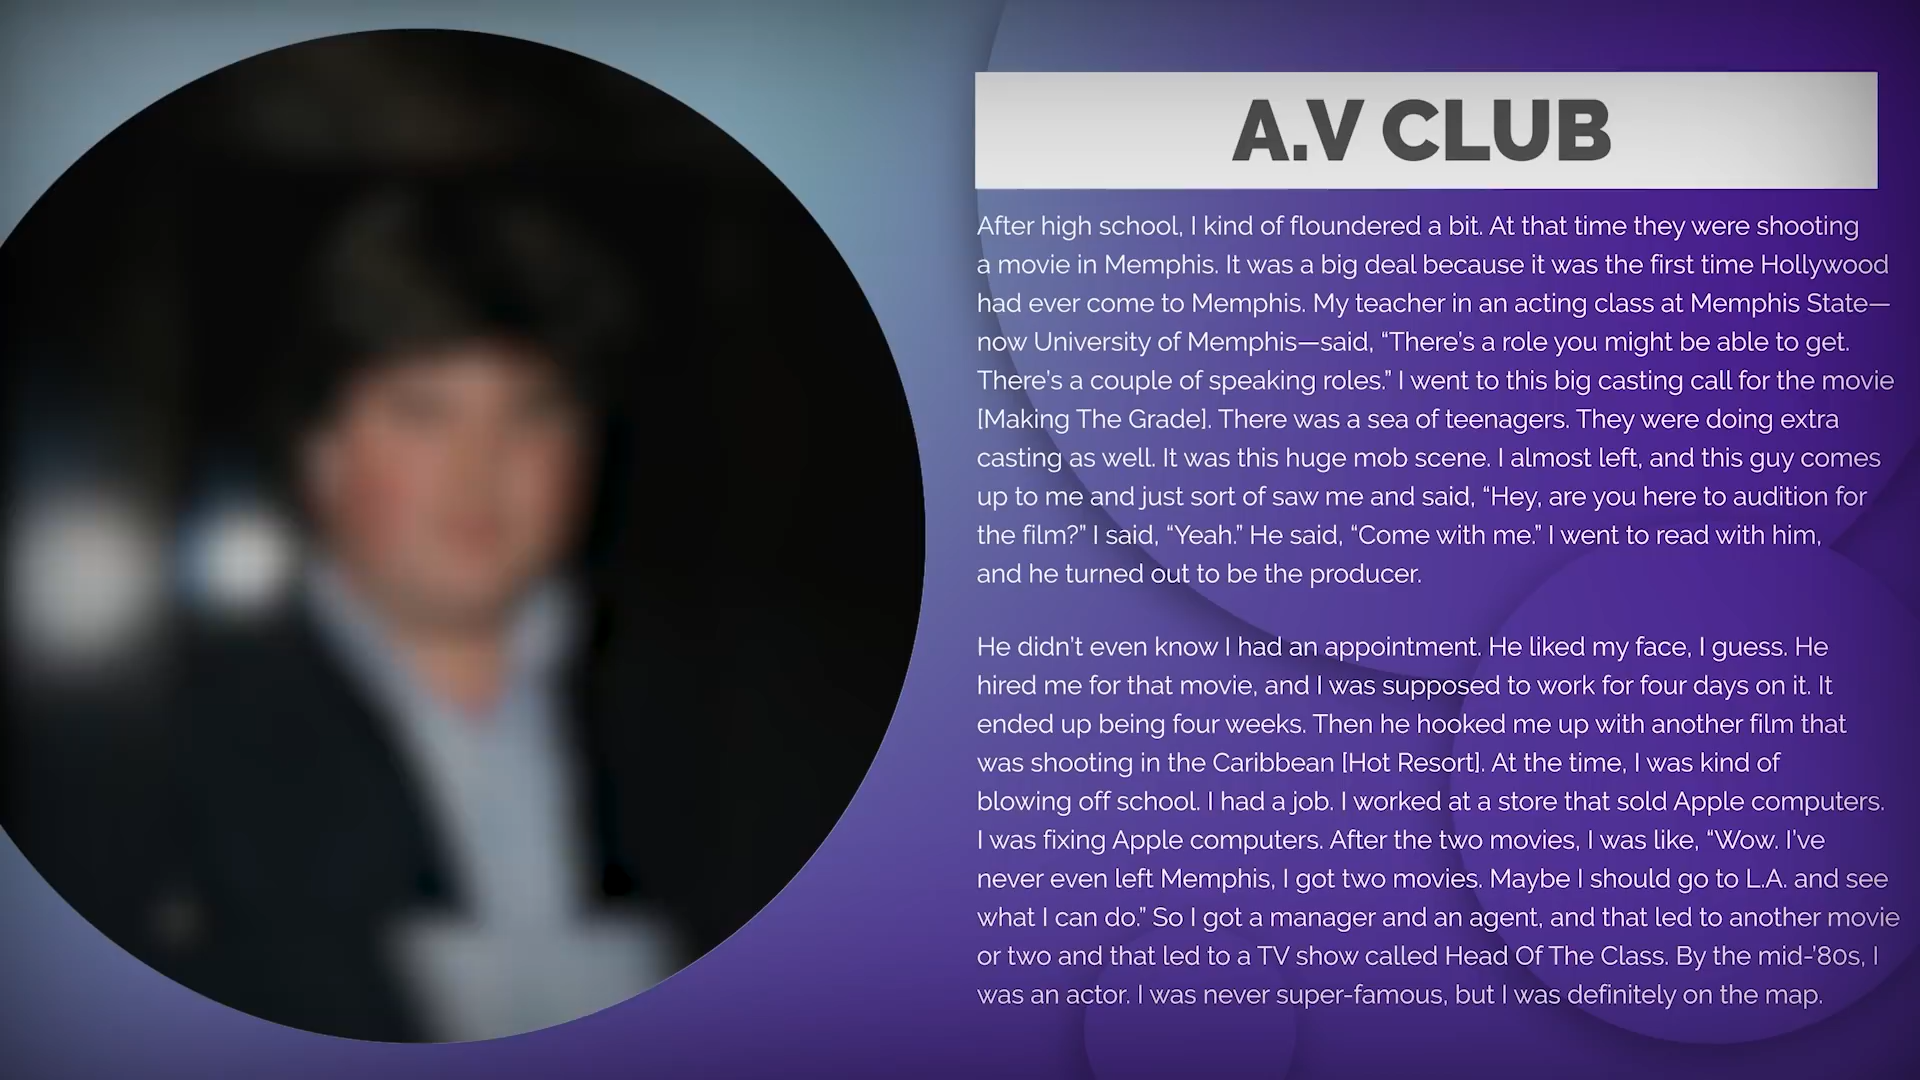 A.V CLUB
After high school, I kind of floundered a bit. At that time they were shooting
a movie in Memphis. It was a big deal because it was the first time Hollywood
had ever come to Memphis. My teacher in an acting class at Memphis State—
now University of Memphis—said, “There’s a role you might be able to get.
There’s a couple of speaking roles.” I went to this big casting call for the movie
[Making The Grade]. There was a sea of teenagers. They were doing extra
casting as well. It was this huge mob scene. I almost left, and this guy comes
up to me and just sort of saw me and said, “Hey, are you here to audition for
the film?” I said, “Yeah.” He said, “Come with me.” I went to read with him,
and he turned out to be the producer.
He didn’t even know I had an appointment. He liked my face, I guess. He
hired me for that movie, and I was supposed to work for four days on it. It
ended up being four weeks. Then he hooked me up with another film that
was shooting in the Caribbean [Hot Resort]. At the time, I was kind of
blowing off school. I had a job. I worked at a store that sold Apple computers.
I was fixing Apple computers. After the two movies, I was like, “Wow. I’ve
never even left Memphis, I got two movies. Maybe I should go to L.A. and see
what I can do.” So I got a manager and an agent, and that led to another movie
or two and that led to a TV show called Head Of The Class. By the mid-’80s, I
was an actor. I was never super-famous, but I was definitely on the map.